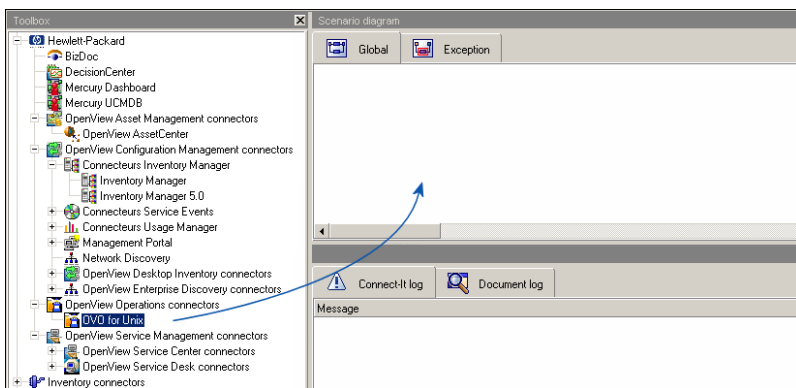 Toolbox
Hewlett-Packard
BizDoc
DecisionCenter
Mercury Dashboard
Mercury UCMDB
OpenView Asset Management connectors
OpenView AssetCenter
OpenView Configuration Management connectors
Connecteurs Inventory Manager
Inventory Manager
Inventory Manager 5.0
Connecteurs Service Events
Connecteurs Usage Manager
Management Portal
Network Discovery
OpenView Desktop Inventory connectors
OpenView Enterprise Discovery connectors
OpenView Operations connectors
OVO for Unix
OpenView Service Management connectors
OpenView Service Center connectors
OpenView Service Desk connectors
Inventory connectors
Scenario diagram
Global
Exception
Connect-It log
Document log
Message